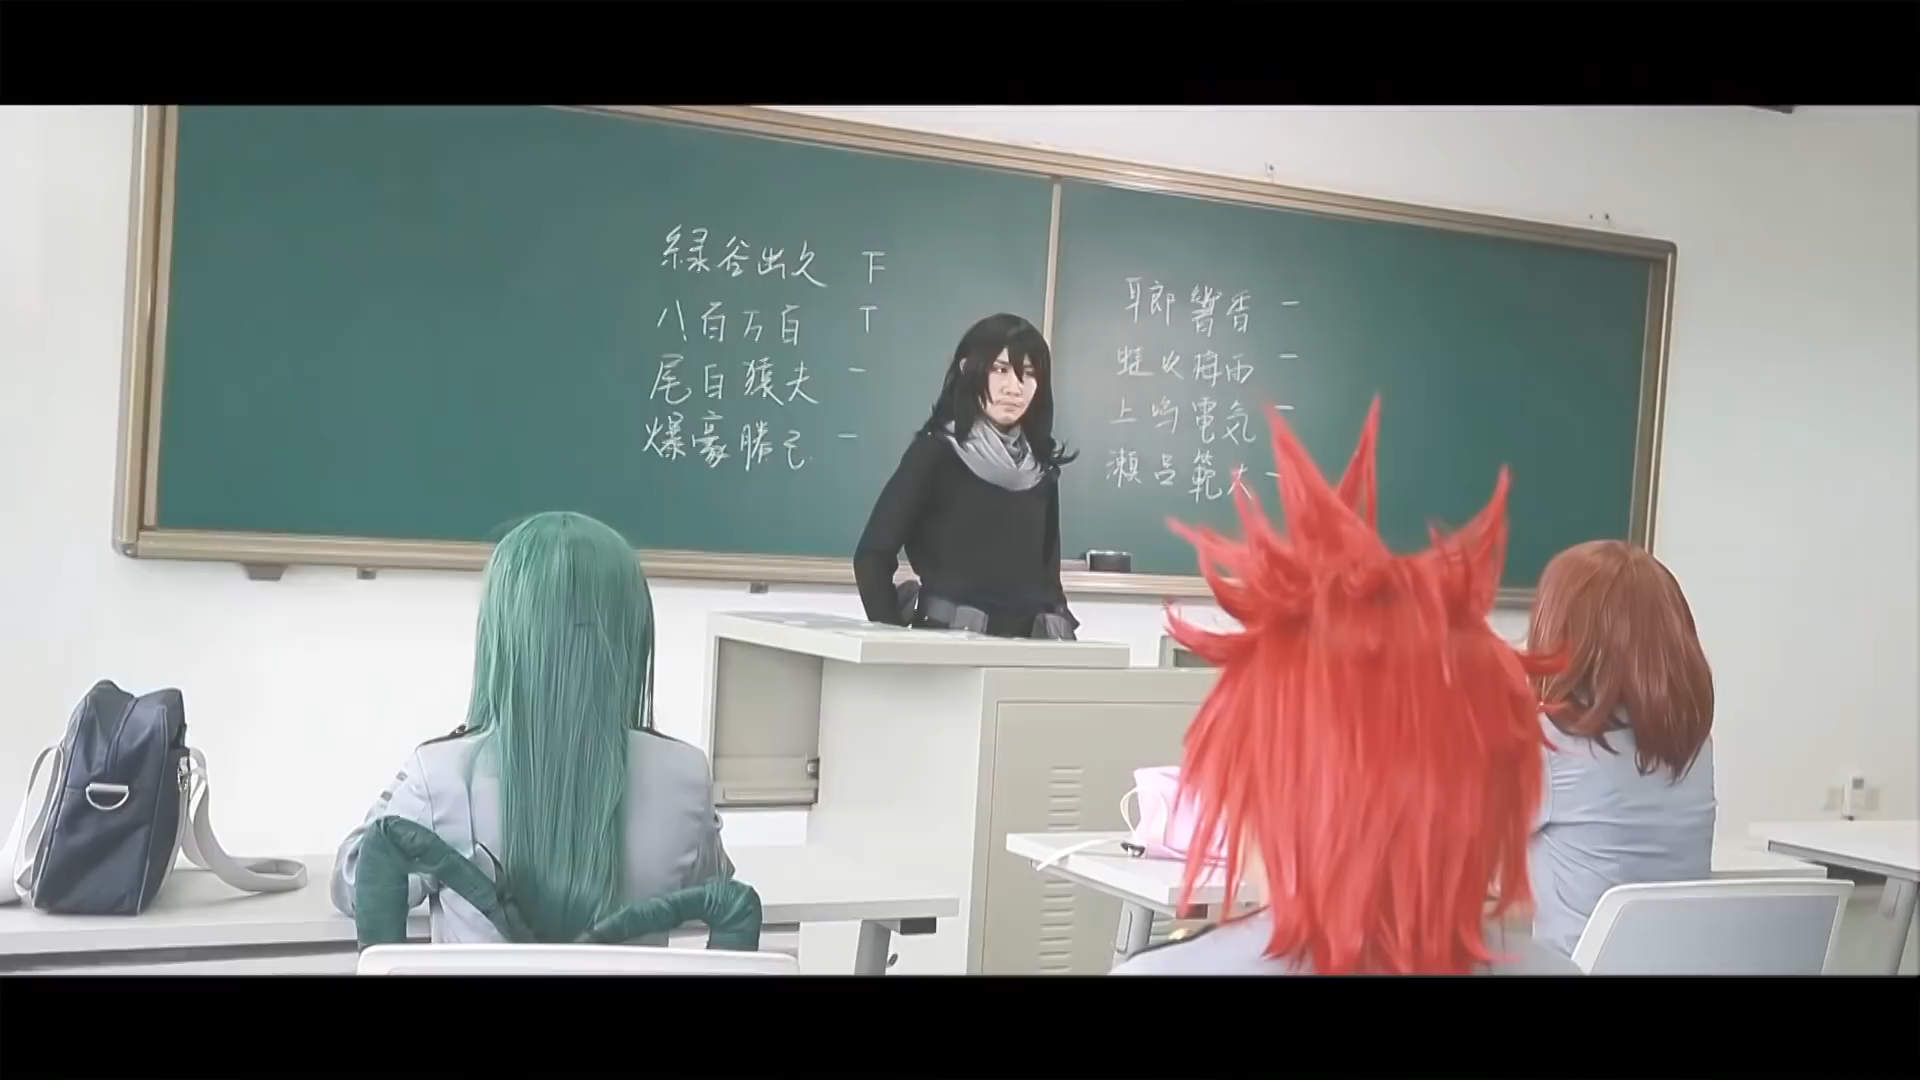 緑谷出久 下
八百万百 T
尾白猿夫 一
爆豪勝己 一
耳郎響香 一
蛙吹梅雨 一
上鳴電気 一
瀬呂範太 一